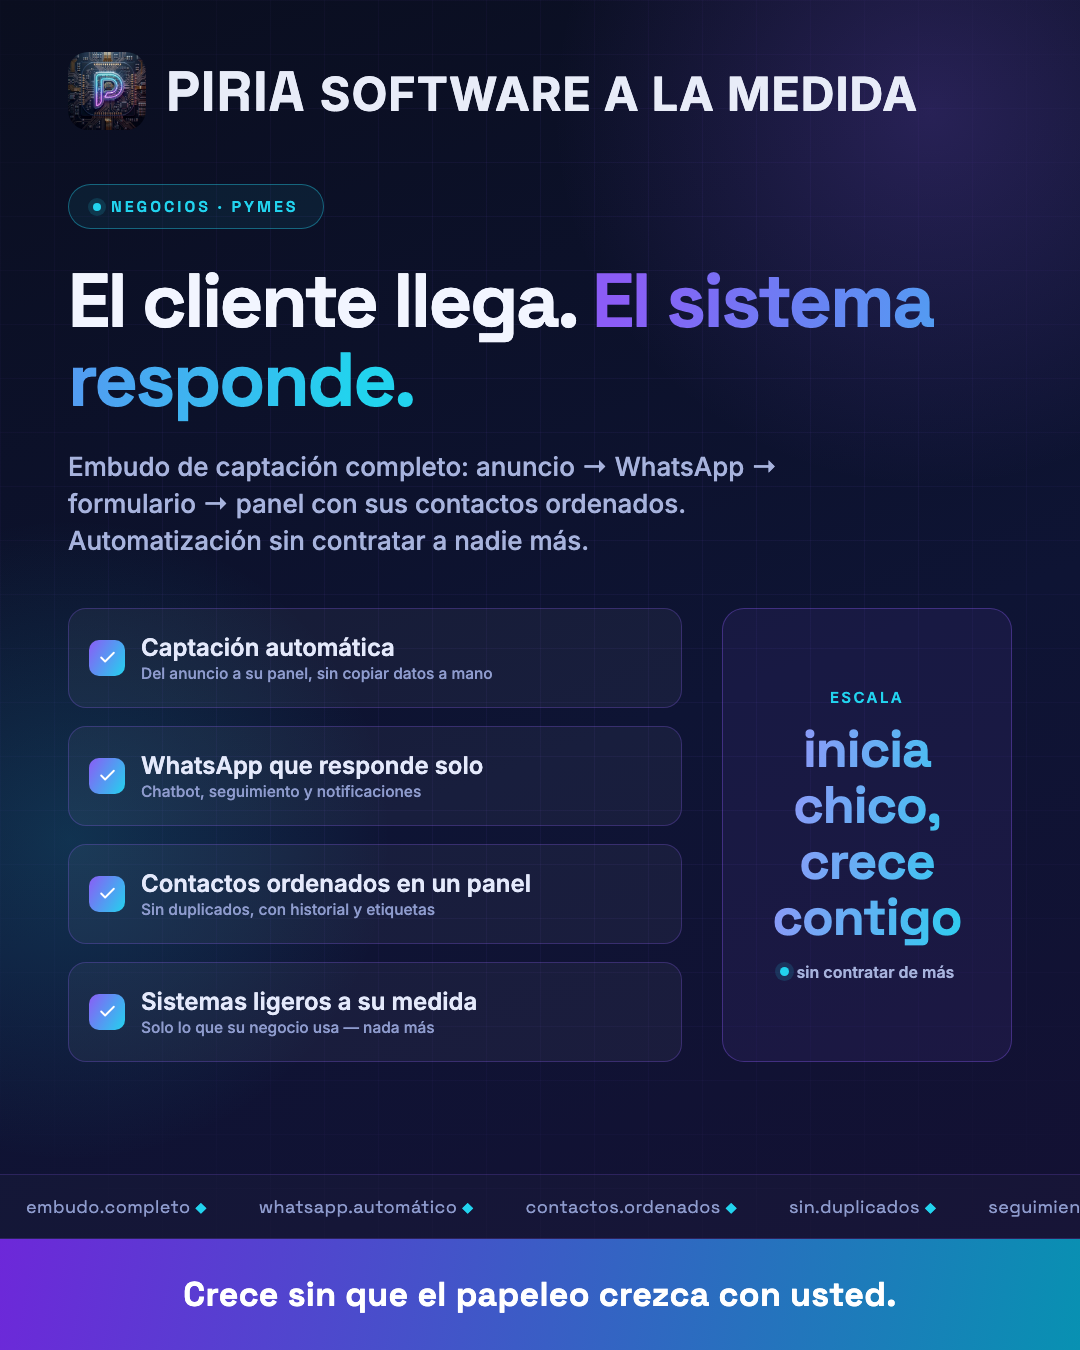 PIRIA SOFTWARE A LA MEDIDA
NEGOCIOS · PYMES
El cliente llega. El sistema
responde.
Embudo de captación completo: anuncio → WhatsApp →
formulario → panel con sus contactos ordenados.
Automatización sin contratar a nadie más.
Captación automática
Del anuncio a su panel, sin copiar datos a mano
WhatsApp que responde solo
Chatbot, seguimiento y notificaciones
Contactos ordenados en un panel
Sin duplicados, con historial y etiquetas
Sistemas ligeros a su medida
Solo lo que su negocio usa — nada más
ESCALA
inicia
chico,
crece
contigo
sin contratar de más
embudo.completo ◆ whatsapp.automático ◆ contactos.ordenados ◆ sin.duplicados ◆ seguimien
Crece sin que el papeleo crezca con usted.